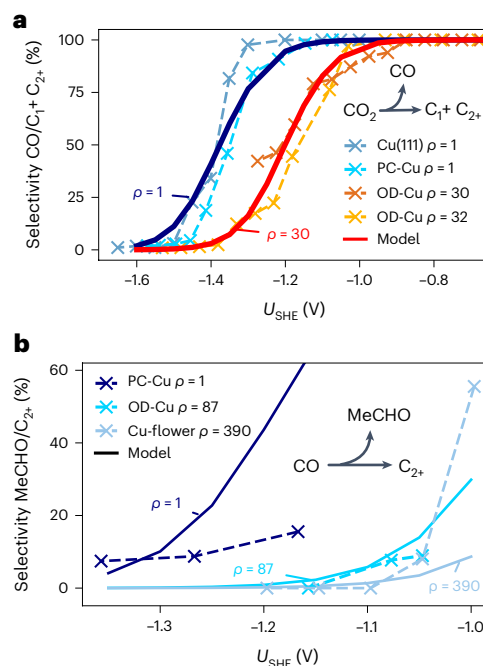 a
Selectivity CO/C₁+ C₂₊ (%)
100
75
50
25
0
CO
CO₂
C₁+ C₂₊
Cu(111) ρ = 1
PC-Cu ρ = 1
OD-Cu ρ = 30
OD-Cu ρ = 32
Model
ρ = 1
ρ = 30
−1.6
−1.4
−1.2
−1.0
−0.8
U_SHE (V)
b
Selectivity MeCHO/C₂₊ (%)
60
40
20
0
PC-Cu ρ = 1
OD-Cu ρ = 87
Cu-flower ρ = 390
Model
MeCHO
CO
C₂₊
ρ = 1
ρ = 87
ρ = 390
−1.3
−1.2
−1.1
−1.0
U_SHE (V)